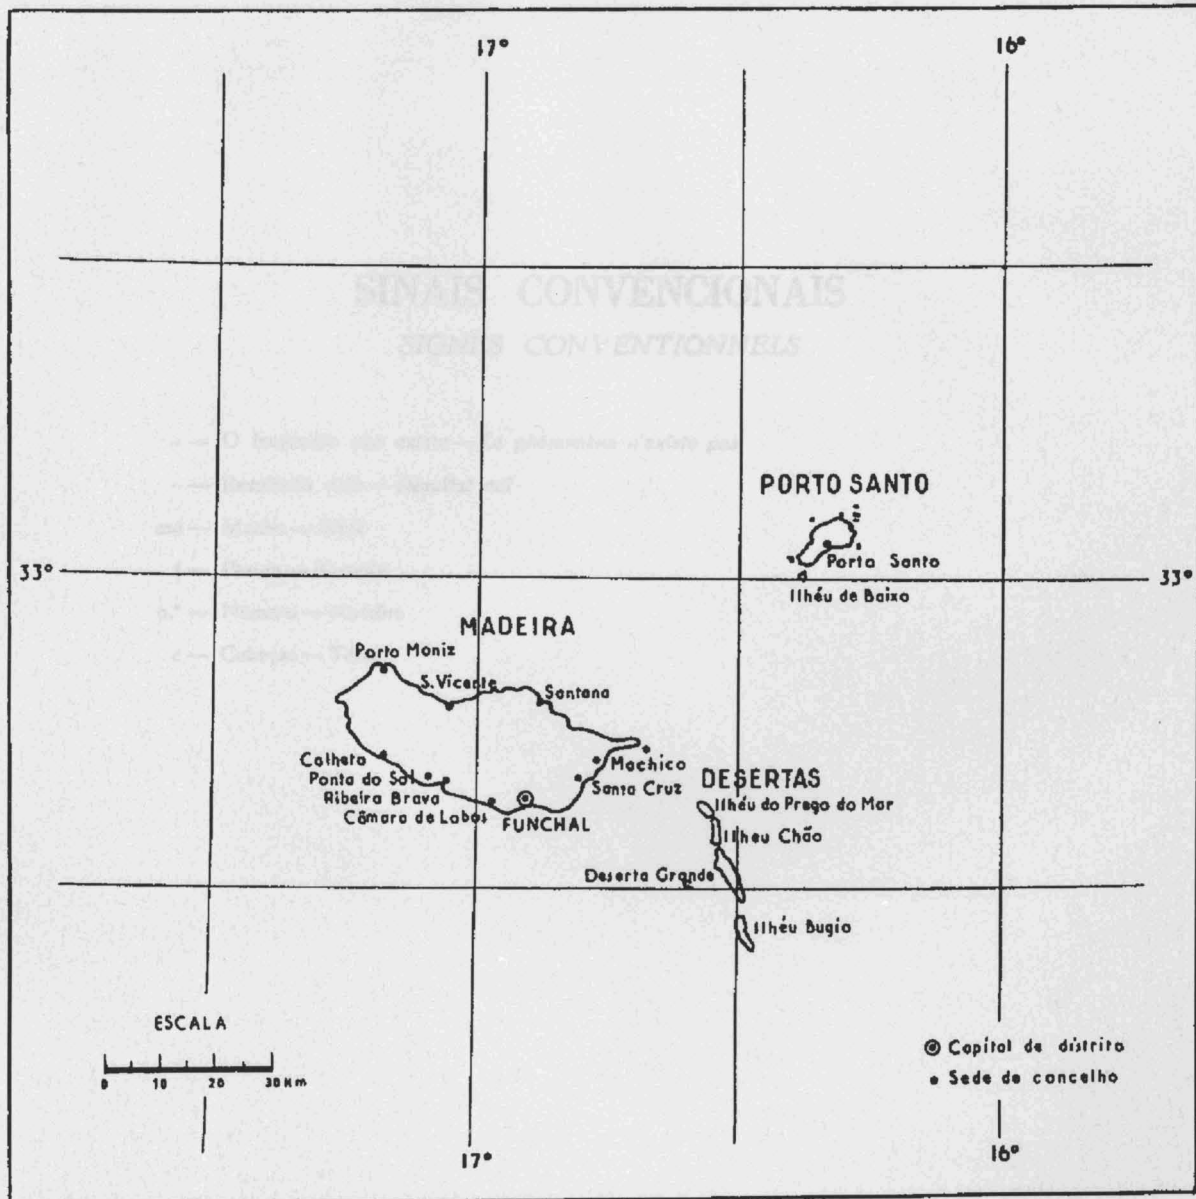 17° 16°
SINAIS CONVENCIONAIS
SIGNES CONVENTIONNELS
PORTO SANTO
Porto Santo
33° 33°
Ilhéu de Baixo
MADEIRA
Porto Moniz
S. Vicente
Santana
Calheta
Machico
Ponta do Sol
DESERTAS
Santa Cruz
Ribeira Brava
Ilhéu do Prego do Mar
Câmara de Lobos
FUNCHAL
Ilheu Chão
Deserta Grande
Ilhéu Bugio
ESCALA
0 10 20 30 Km
Capital de distrito
Sede de concelho
17° 16°